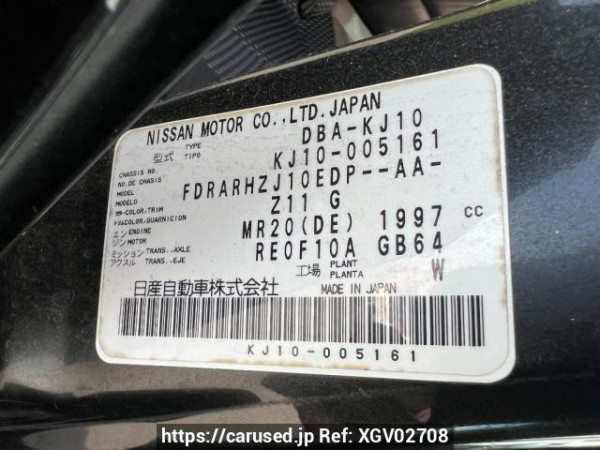 NISSAN MOTOR CO.,LTD.JAPAN
型式 TYPE TIPO DBA-KJ10
CHASSIS NO. NO.DE CHASIS KJ10-005161
MODEL MODELO FDRARHZJ10EDP--AA-
カラー COLOR,TRIM COLOR,GUARNICION Z11 G
エンジン ENGINE MOTOR MR20(DE) 1997 CC
ミッション アクスル TRANS.,AXLE TRANS.,EJE RE0F10A GB64
工場 PLANT PLANTA W
日産自動車株式会社 MADE IN JAPAN
KJ10-005161
https://carused.jp Ref: XGV02708